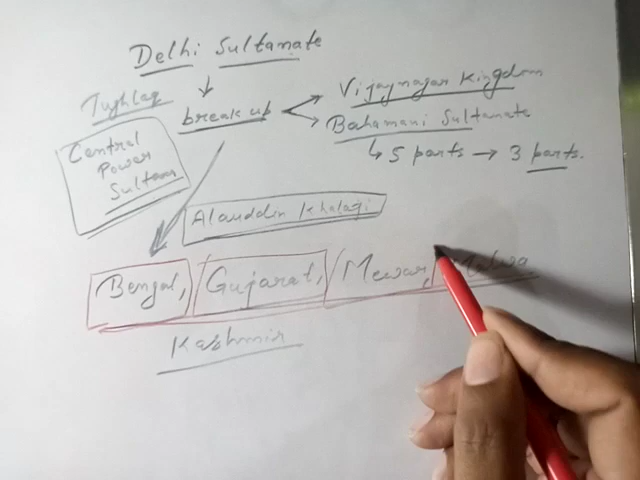 Delhi Sultanate
Tughlaq
break up
Vijaynagar Kingdom
Bahamani Sultanate
↳ 5 parts → 3 parts.
Central
Power
Sultan
Alauddin Khalagi
Bengal, Gujarat, Mewar, Malwa
Kashmir